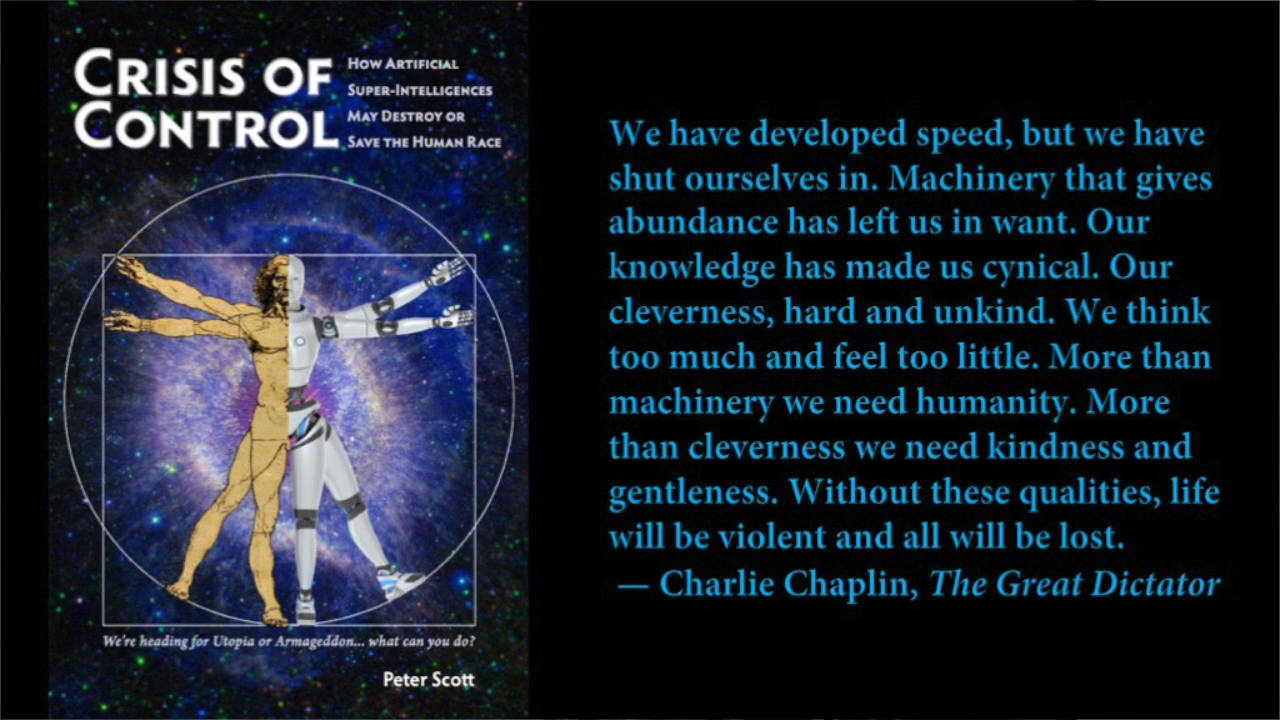 CRISIS OF
CONTROL
HOW ARTIFICIAL
SUPER-INTELLIGENCES
MAY DESTROY OR
SAVE THE HUMAN RACE
We're heading for Utopia or Armageddon... what can you do?
Peter Scott
We have developed speed, but we have
shut ourselves in. Machinery that gives
abundance has left us in want. Our
knowledge has made us cynical. Our
cleverness, hard and unkind. We think
too much and feel too little. More than
machinery we need humanity. More
than cleverness we need kindness and
gentleness. Without these qualities, life
will be violent and all will be lost.
— Charlie Chaplin, The Great Dictator